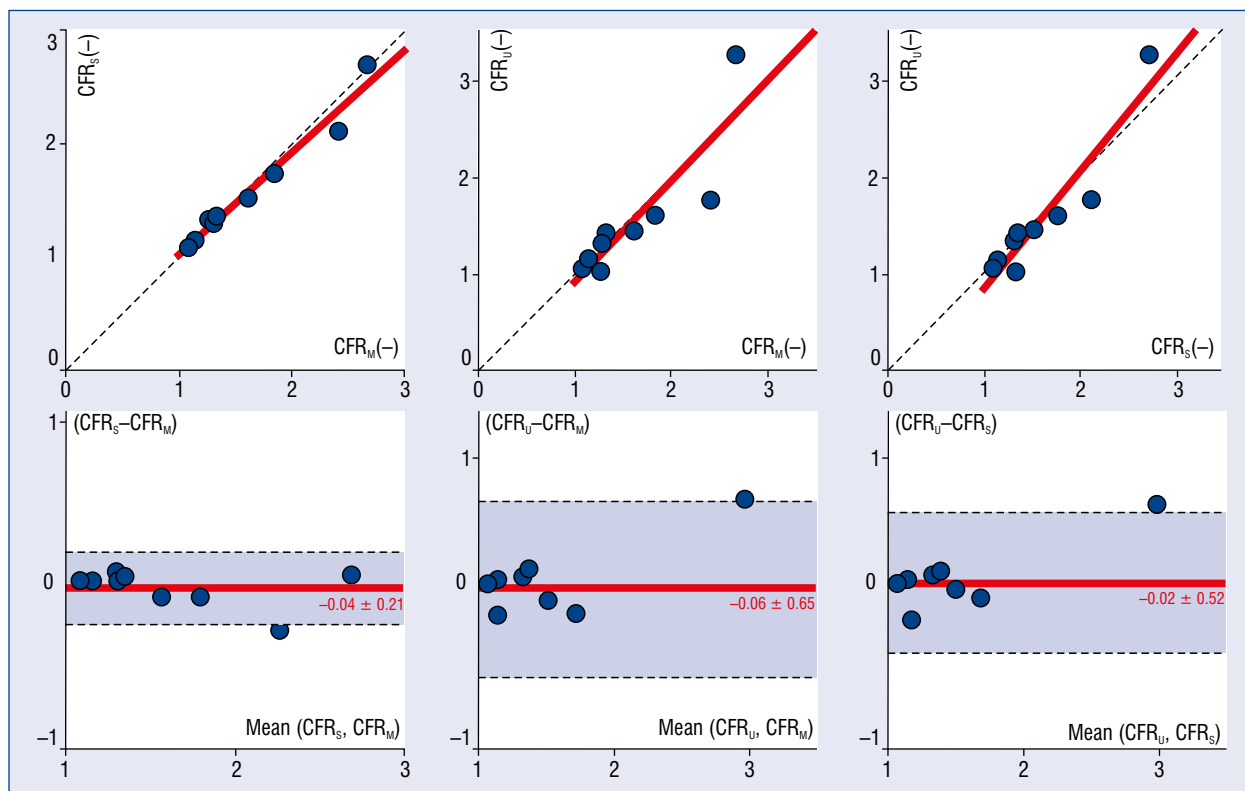 3
2
1
0
CFRS(–)
CFRM(–)
0 1 2 3
3
2
1
0
CFRU(–)
CFRM(–)
0 1 2 3
3
2
1
0
CFRU(–)
CFRS(–)
0 1 2 3
1
0
–1
(CFRS–CFRM)
–0.04 ± 0.21
Mean (CFRS, CFRM)
1 2 3
1
0
–1
(CFRU–CFRM)
–0.06 ± 0.65
Mean (CFRU, CFRM)
1 2 3
1
0
–1
(CFRU–CFRS)
–0.02 ± 0.52
Mean (CFRU, CFRS)
1 2 3